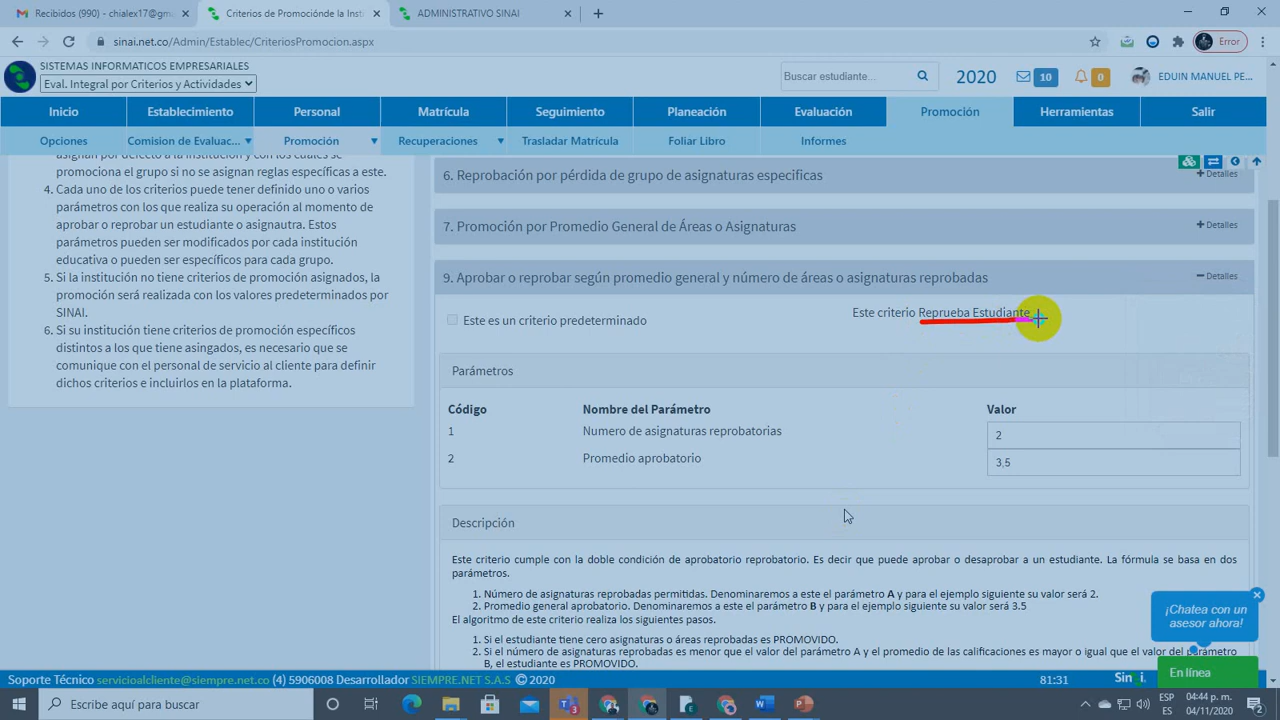 Recibidos (990) - chialex17@gm
Criterios de Promociónde la Insti
ADMINISTRATIVO SINAI
sinai.net.co/Admin/Establec/CriteriosPromocion.aspx
Error
SISTEMAS INFORMATICOS EMPRESARIALES
Eval. Integral por Criterios y Actividades
Buscar estudiante...
2020
10
0
EDUIN MANUEL PE...
Inicio
Establecimiento
Personal
Matrícula
Seguimiento
Planeación
Evaluación
Promoción
Herramientas
Salir
Opciones
Comision de Evaluac...
Promoción
Recuperaciones
Trasladar Matrícula
Foliar Libro
Informes
asignan por defecto a la institución y con los cuales se
promociona el grupo si no se asignan reglas específicas a este.
4. Cada uno de los criterios puede tener definido uno o varios
parámetros con los que realiza su operación al momento de
aprobar o reprobar un estudiante o asignautra. Estos
parámetros pueden ser modificados por cada institución
educativa o pueden ser específicos para cada grupo.
5. Si la institución no tiene criterios de promoción asignados, la
promoción será realizada con los valores predeterminados por
SINAI.
6. Si su institución tiene criterios de promoción específicos
distintos a los que tiene asingados, es necesario que se
comunique con el personal de servicio al cliente para definir
dichos criterios e incluirlos en la plataforma.
6. Reprobación por pérdida de grupo de asignaturas especificas
Detalles
7. Promoción por Promedio General de Áreas o Asignaturas
Detalles
9. Aprobar o reprobar según promedio general y número de áreas o asignaturas reprobadas
Detalles
Este es un criterio predeterminado
Este criterio Reprueba Estudiante
Parámetros
Código Nombre del Parámetro Valor
1 Numero de asignaturas reprobatorias 2
2 Promedio aprobatorio 3,5
Descripción
Este criterio cumple con la doble condición de aprobatorio reprobatorio. Es decir que puede aprobar o desaprobar a un estudiante. La fórmula se basa en dos
parámetros.
1. Número de asignaturas reprobadas permitidas. Denominaremos a este el parámetro A y para el ejemplo siguiente su valor será 2.
2. Promedio general aprobatorio. Denominaremos a este el parámetro B y para el ejemplo siguiente su valor será 3.5
El algoritmo de este criterio realiza los siguientes pasos.
1. Si el estudiante tiene cero asignaturas o áreas reprobadas es PROMOVIDO.
2. Si el número de asignaturas reprobadas es menor que el valor del parámetro A y el promedio de las calificaciones es mayor o igual que el valor del parámetro
B, el estudiante es PROMOVIDO.
¡Chatea con un
asesor ahora!
En línea
Soporte Técnico servicioalcliente@siempre.net.co (4) 5906008 Desarrollador SIEMPRE.NET S.A.S © 2020
81:31
Sinai.
Escribe aquí para buscar
ESP
ES
04:44 p. m.
04/11/2020
2